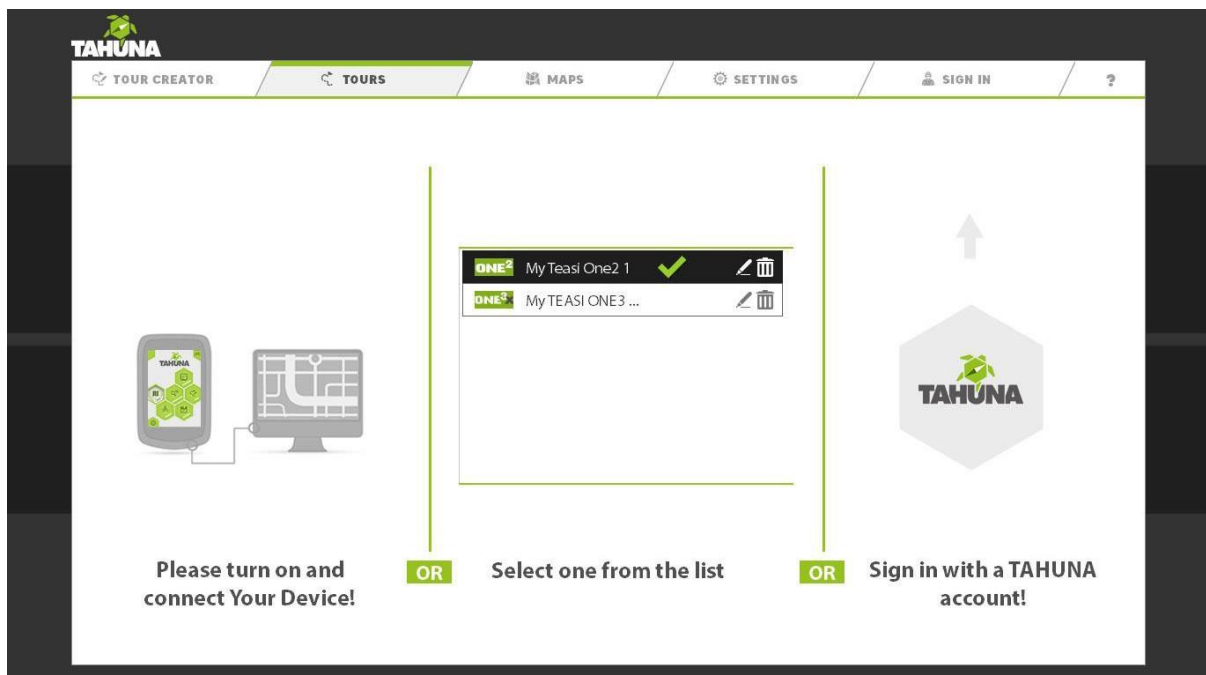 TAHUNA
TOUR CREATOR
TOURS
MAPS
SETTINGS
SIGN IN
?
ONE² My Teasi One2 1
ONE³x My TEASI ONE3 ...
TAHUNA
TAHUNA
Please turn on and
connect Your Device!
OR
Select one from the list
OR
Sign in with a TAHUNA
account!